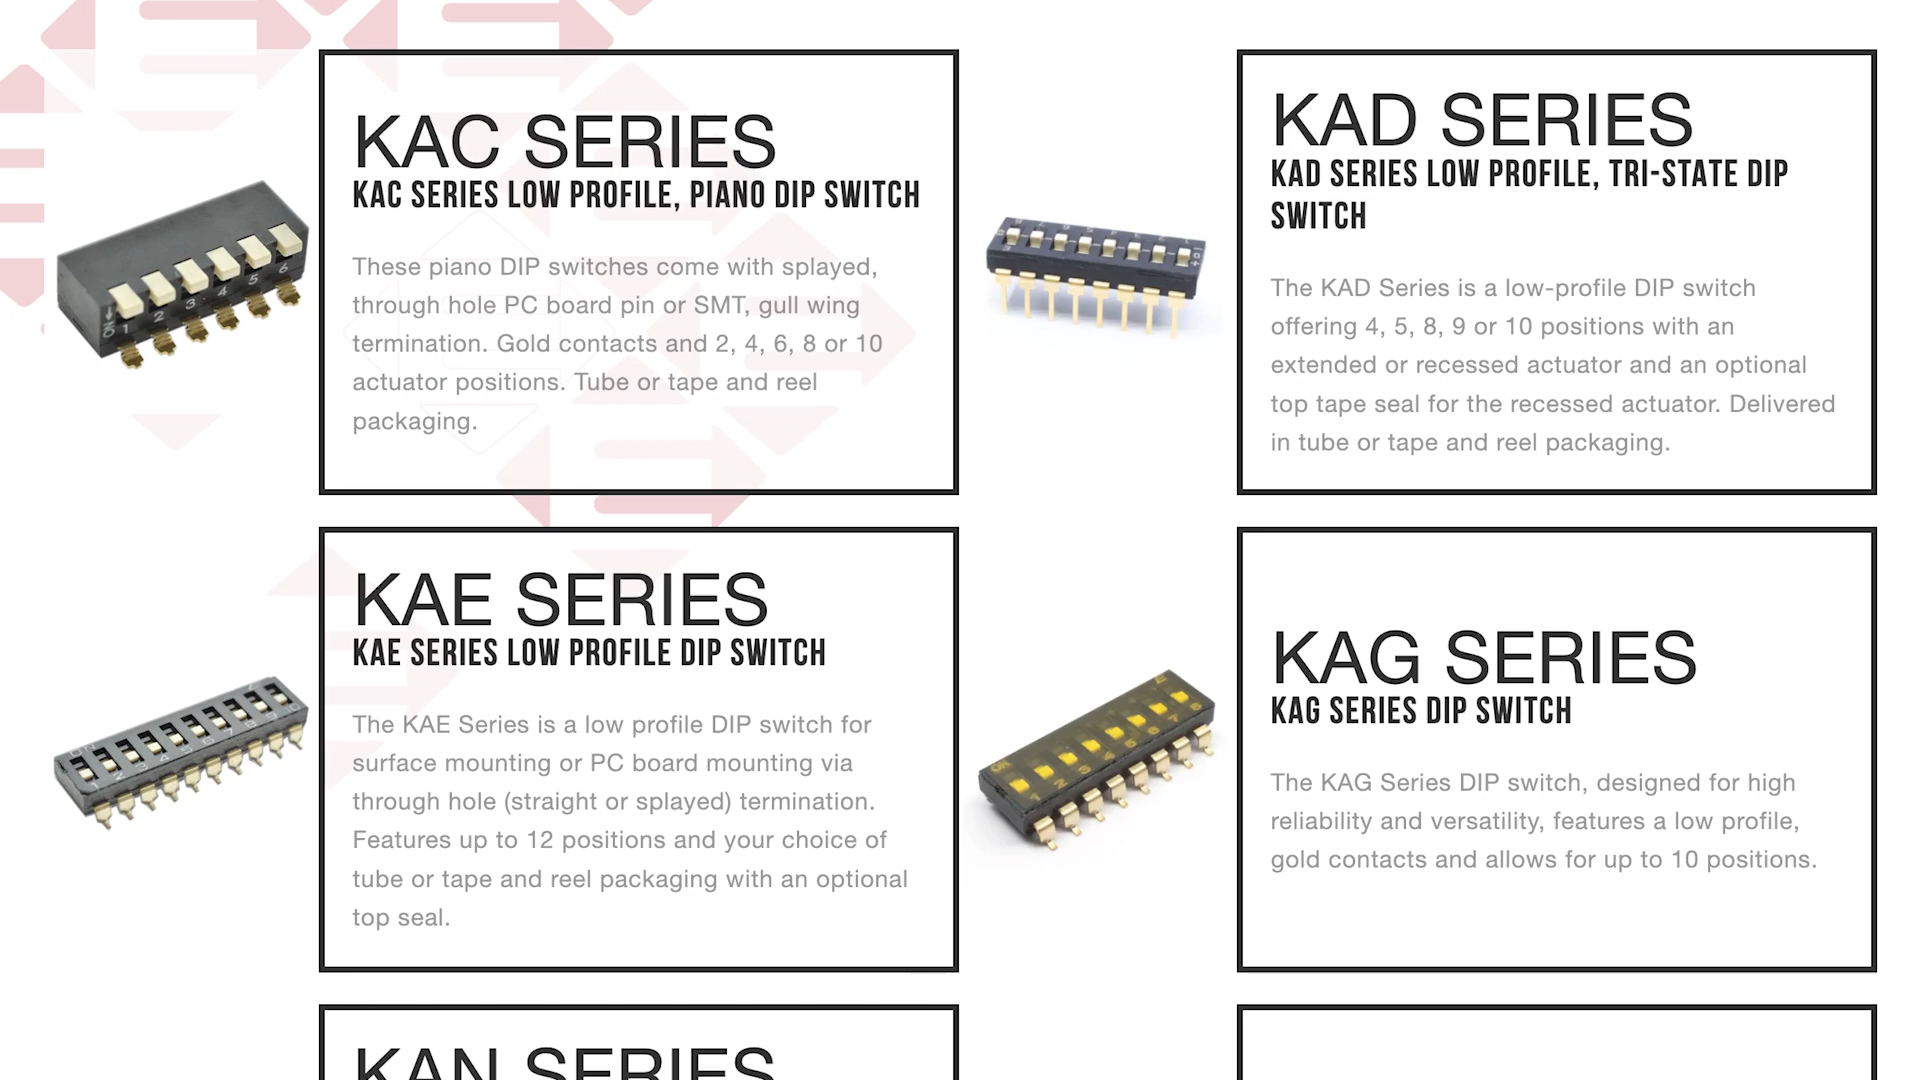 KAC SERIES
KAC SERIES LOW PROFILE, PIANO DIP SWITCH
These piano DIP switches come with splayed,
through hole PC board pin or SMT, gull wing
termination. Gold contacts and 2, 4, 6, 8 or 10
actuator positions. Tube or tape and reel
packaging.
ON
1 2 3 4 5 6
KAD SERIES
KAD SERIES LOW PROFILE, TRI-STATE DIP
SWITCH
The KAD Series is a low-profile DIP switch
offering 4, 5, 8, 9 or 10 positions with an
extended or recessed actuator and an optional
top tape seal for the recessed actuator. Delivered
in tube or tape and reel packaging.
KAE SERIES
KAE SERIES LOW PROFILE DIP SWITCH
The KAE Series is a low profile DIP switch for
surface mounting or PC board mounting via
through hole (straight or splayed) termination.
Features up to 12 positions and your choice of
tube or tape and reel packaging with an optional
top seal.
KAG SERIES
KAG SERIES DIP SWITCH
The KAG Series DIP switch, designed for high
reliability and versatility, features a low profile,
gold contacts and allows for up to 10 positions.
KAN SERIES